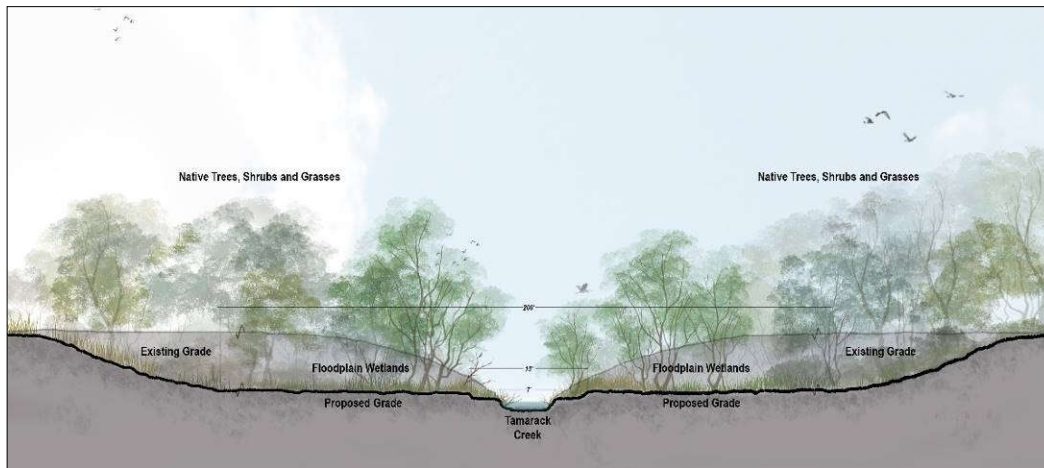 Native Trees, Shrubs and Grasses
Native Trees, Shrubs and Grasses
Existing Grade
Existing Grade
Floodplain Wetlands
Floodplain Wetlands
Proposed Grade
Proposed Grade
Tamarack
Creek